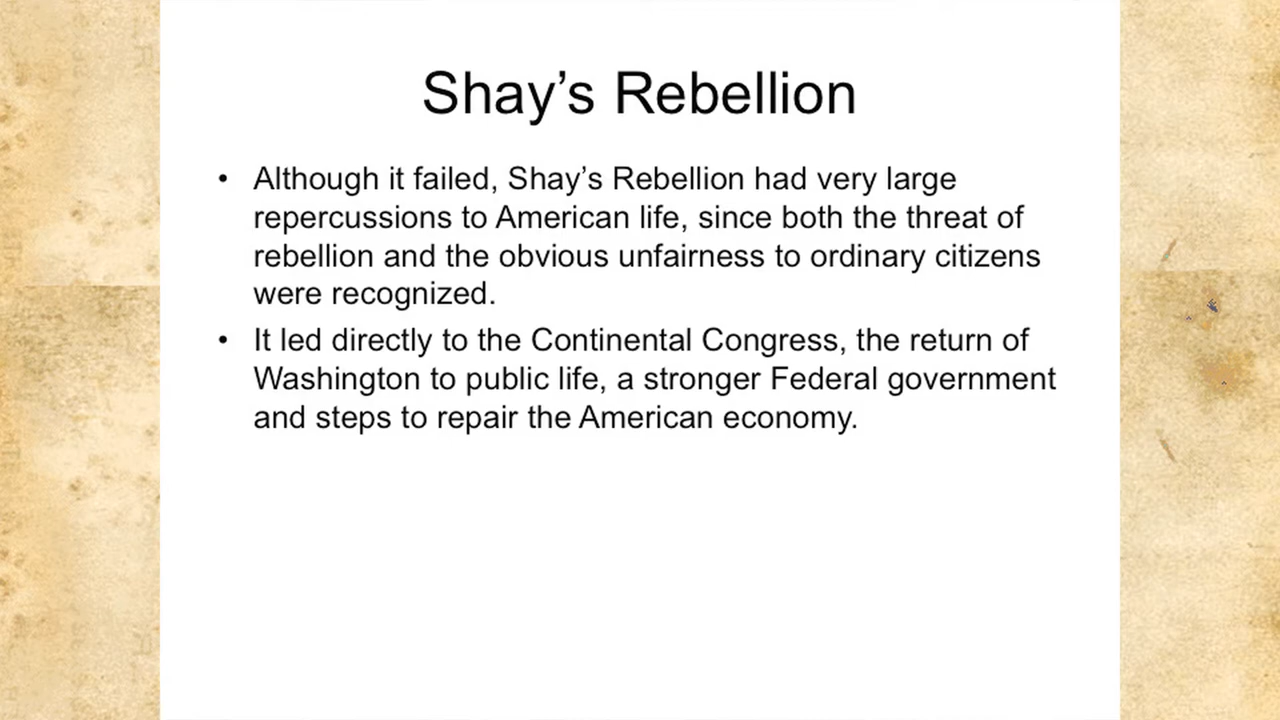 Shay’s Rebellion
• Although it failed, Shay’s Rebellion had very large
repercussions to American life, since both the threat of
rebellion and the obvious unfairness to ordinary citizens
were recognized.
• It led directly to the Continental Congress, the return of
Washington to public life, a stronger Federal government
and steps to repair the American economy.